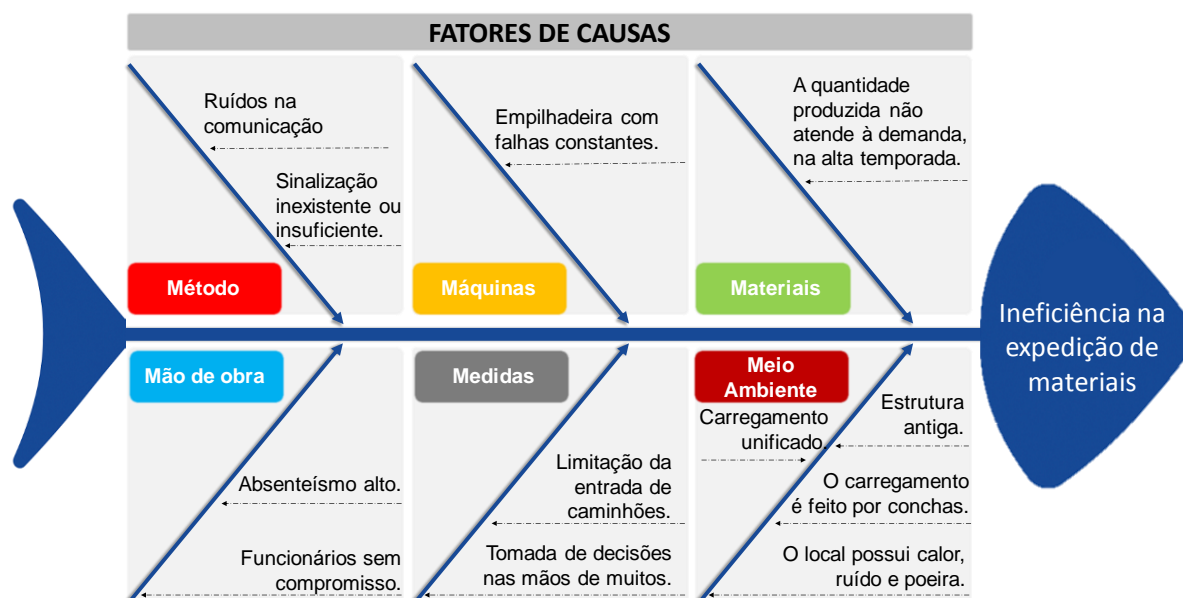 FATORES DE CAUSAS
Ruídos na
comunicação
Sinalização
inexistente ou
insuficiente.
Método
Empilhadeira com
falhas constantes.
Máquinas
A quantidade
produzida não
atende à demanda,
na alta temporada.
Materiais
Ineficiência na
expedição de
materiais
Mão de obra
Absenteísmo alto.
Funcionários sem
compromisso.
Medidas
Limitação da
entrada de
caminhões.
Tomada de decisões
nas mãos de muitos.
Meio
Ambiente
Carregamento
unificado.
Estrutura
antiga.
O carregamento
é feito por conchas.
O local possui calor,
ruído e poeira.